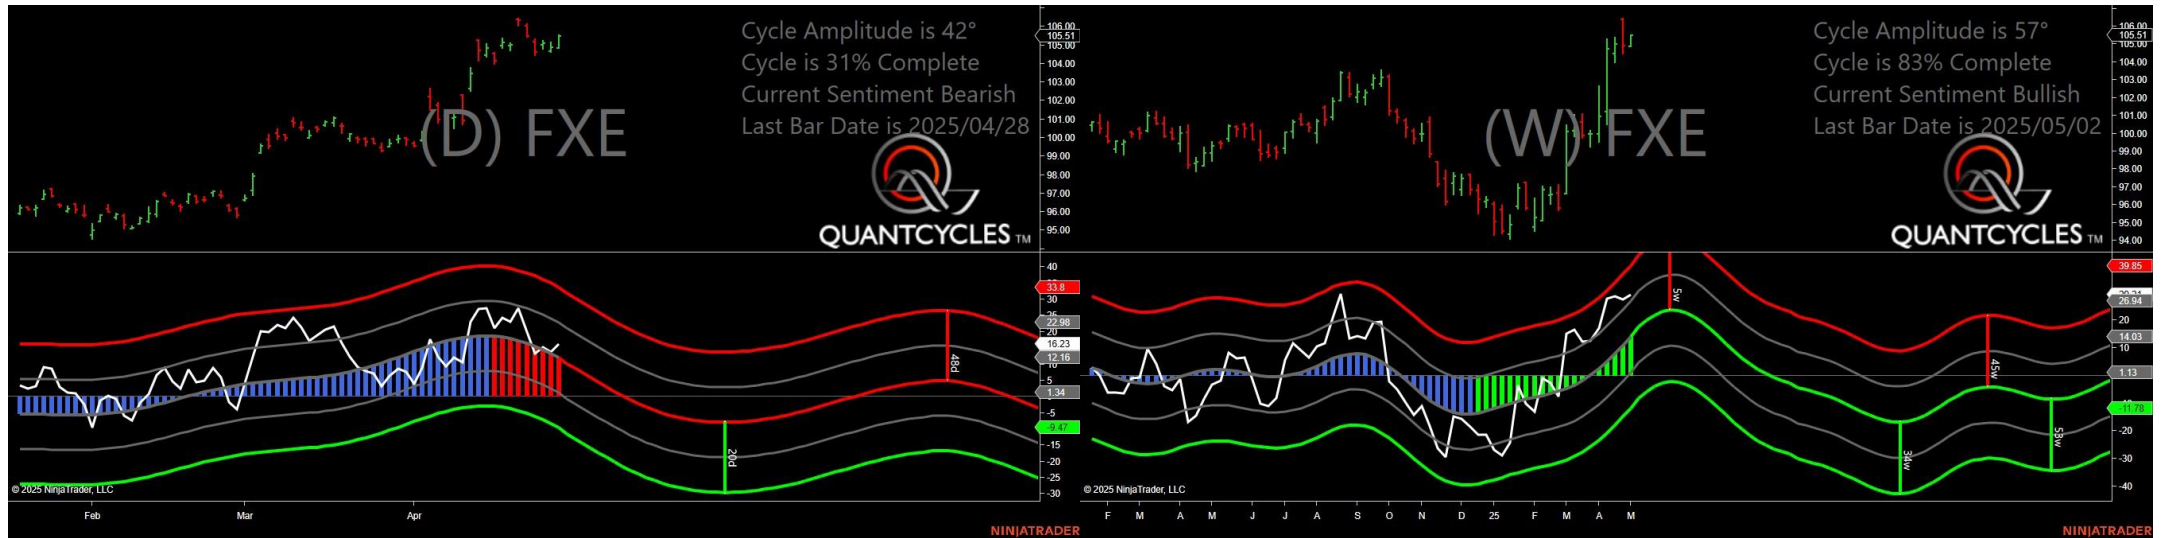 Cycle Amplitude is 42°
Cycle is 31% Complete
Current Sentiment Bearish
Last Bar Date is 2025/04/28
(D) FXE
QUANTCYCLES TM
106.00
105.51
105.00
104.00
103.00
102.00
101.00
100.00
99.00
98.00
97.00
96.00
95.00
40
33.8
30
22.98
20
16.23
12.16
10
5
1.34
-5
-9.47
-15
-20
-25
-30
48d
20d
© 2025 NinjaTrader, LLC
Feb Mar Apr
NINJATRADER
Cycle Amplitude is 57°
Cycle is 83% Complete
Current Sentiment Bullish
Last Bar Date is 2025/05/02
(W) FXE
QUANTCYCLES TM
106.00
105.51
105.00
104.00
103.00
102.00
101.00
100.00
99.00
98.00
97.00
96.00
95.00
94.00
39.85
26.94
20
14.03
10
1.13
-11.78
-20
-30
-40
5w
45w
34w
53w
© 2025 NinjaTrader, LLC
F M A M J J A S O N D 25 F M A M
NINJATRADER